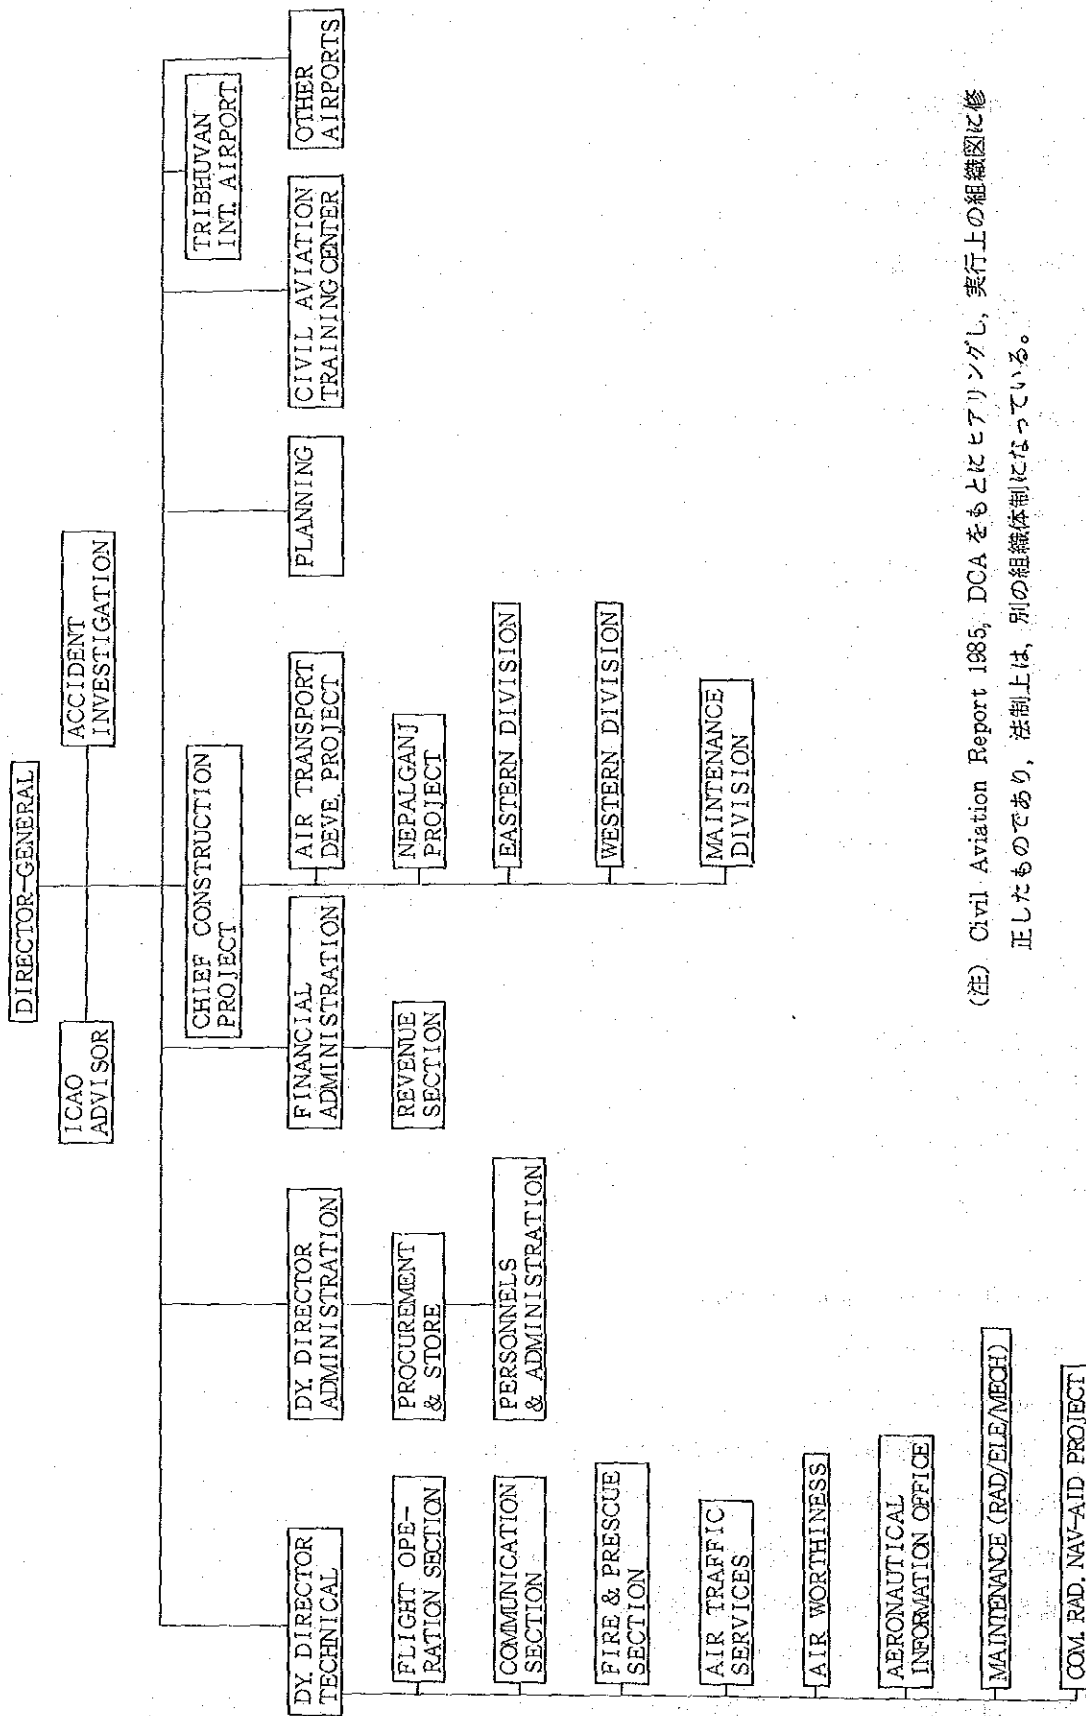 DIRECTOR-GENERAL
ICAO
ADVISOR
ACCIDENT
INVESTIGATION
CHIEF CONSTRUCTION
PROJECT
TRIBHUVAN
INT. AIRPORT
DY. DIRECTOR
TECHNICAL
DY. DIRECTOR
ADMINISTRATION
FINANCIAL
ADMINISTRATION
AIR TRANSPORT
DEVE. PROJECT
PLANNING
CIVIL AVIATION
TRAINING CENTER
OTHER
AIRPORTS
FLIGHT OPE-
RATION SECTION
PROCUREMENT
& STORE
REVENUE
SECTION
NEPALGANJ
PROJECT
COMMUNICATION
SECTION
PERSONNELS
& ADMINISTRATION
EASTERN DIVISION
FIRE & PRESCUE
SECTION
WESTERN DIVISION
AIR TRAFFIC
SERVICES
MAINTENANCE
DIVISION
AIR WORTHINESS
AERONAUTICAL
INFORMATION OFFICE
MAINTENANCE (RAD/ELE/MECH)
COM. RAD. NAV-AID PROJECT
(注) Civil Aviation Report 1985, DCA をもとにヒアリングし, 実行上の組織図に修
正したものであり, 法制上は, 別の組織体制になっている。